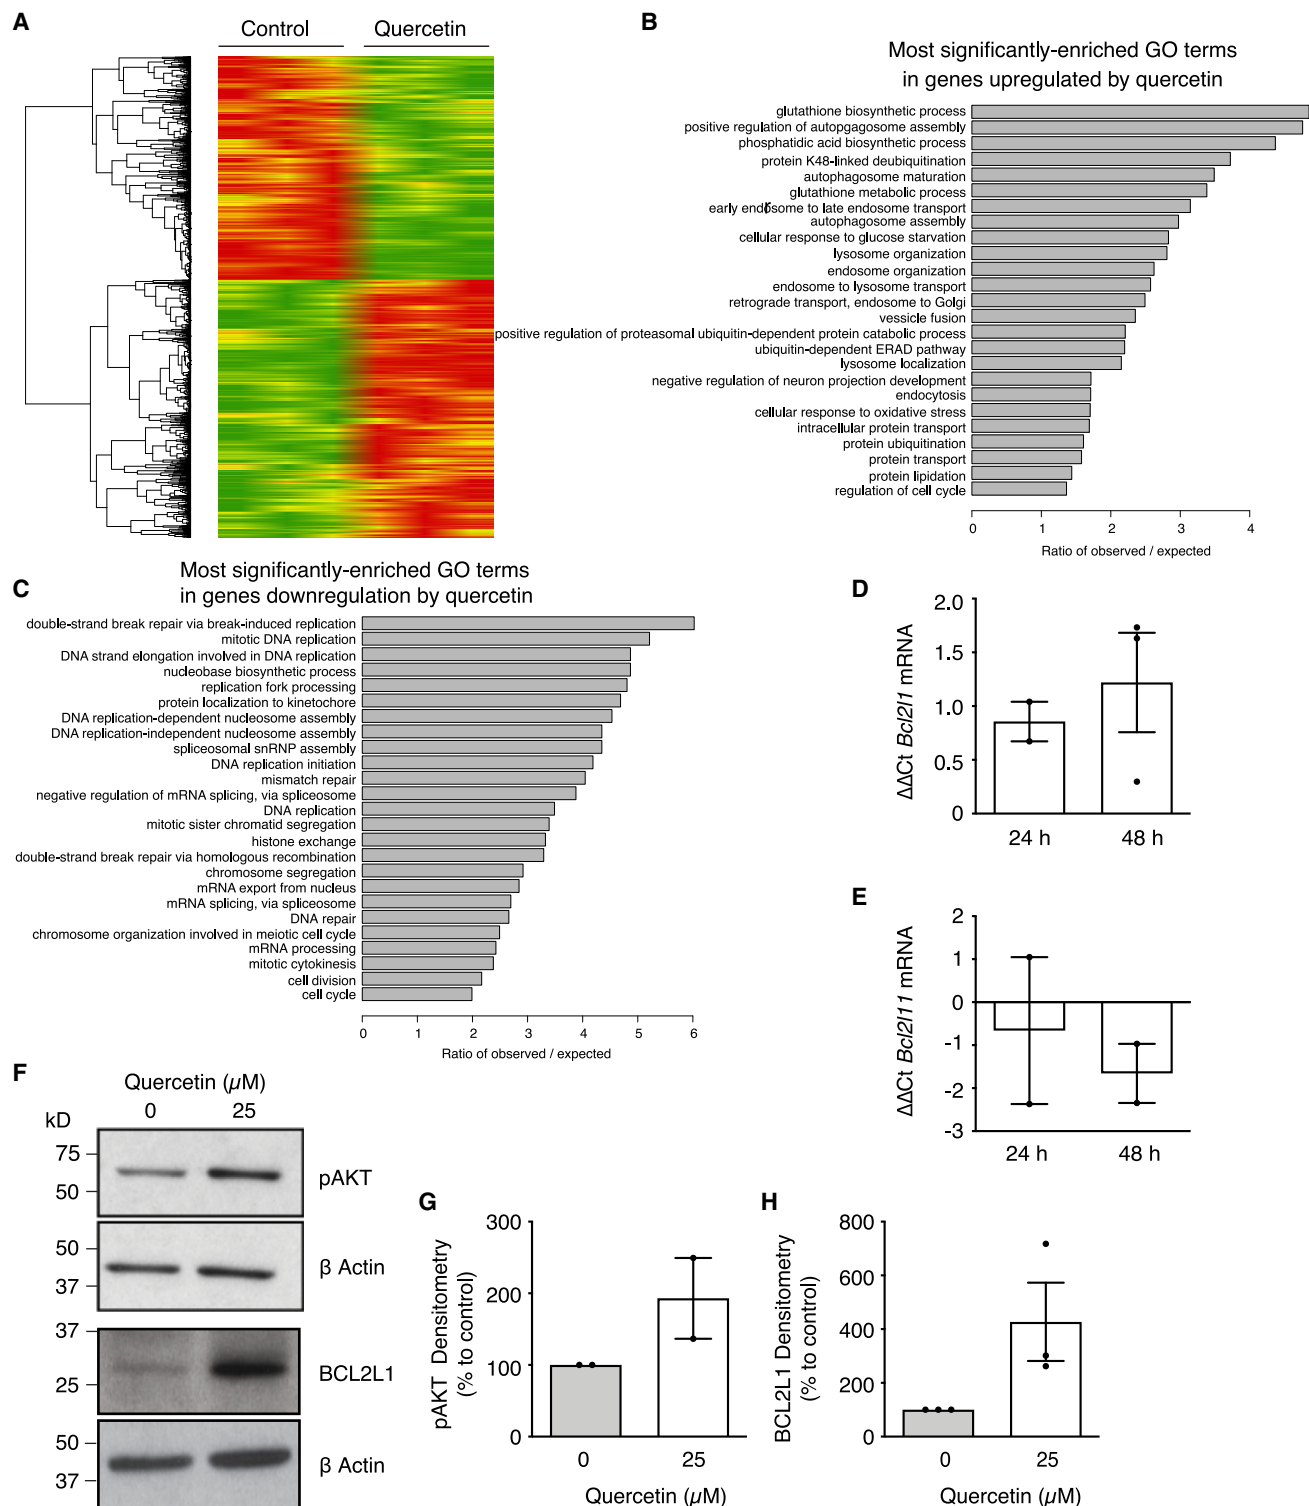 A
Control
Quercetin
B
Most significantly-enriched GO terms
in genes upregulated by quercetin
glutathione biosynthetic process
positive regulation of autopgagosome assembly
phosphatidic acid biosynthetic process
protein K48-linked deubiquitination
autophagosome maturation
glutathione metabolic process
early endosome to late endosome transport
autophagosome assembly
cellular response to glucose starvation
lysosome organization
endosome organization
endosome to lysosome transport
retrograde transport, endosome to Golgi
vessicle fusion
positive regulation of proteasomal ubiquitin-dependent protein catabolic process
ubiquitin-dependent ERAD pathway
lysosome localization
negative regulation of neuron projection development
endocytosis
cellular response to oxidative stress
intracellular protein transport
protein ubiquitination
protein transport
protein lipidation
regulation of cell cycle
0 1 2 3 4
Ratio of observed / expected
C
Most significantly-enriched GO terms
in genes downregulation by quercetin
double-strand break repair via break-induced replication
mitotic DNA replication
DNA strand elongation involved in DNA replication
nucleobase biosynthetic process
replication fork processing
protein localization to kinetochore
DNA replication-dependent nucleosome assembly
DNA replication-independent nucleosome assembly
spliceosomal snRNP assembly
DNA replication initiation
mismatch repair
negative regulation of mRNA splicing, via spliceosome
DNA replication
mitotic sister chromatid segregation
histone exchange
double-strand break repair via homologous recombination
chromosome segregation
mRNA export from nucleus
mRNA splicing, via spliceosome
DNA repair
chromosome organization involved in meiotic cell cycle
mRNA processing
mitotic cytokinesis
cell division
cell cycle
0 1 2 3 4 5 6
Ratio of observed / expected
D
ΔΔCt Bcl2l1 mRNA
2.0
1.5
1.0
0.5
0
24 h 48 h
E
ΔΔCt Bcl2l11 mRNA
2
1
0
-1
-2
-3
24 h 48 h
F
Quercetin (μM)
kD
0 25
75
50
pAKT
50
37
β Actin
37
25
BCL2L1
50
37
β Actin
G
pAKT Densitometry
(% to control)
300
200
100
0
0 25
Quercetin (μM)
H
BCL2L1 Densitometry
(% to control)
800
600
400
200
0
0 25
Quercetin (μM)